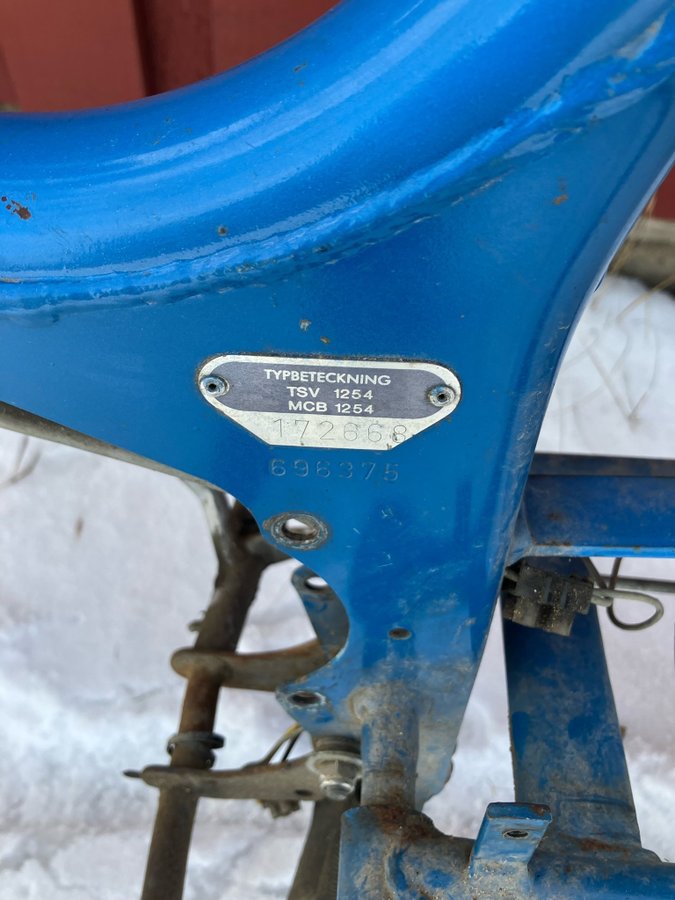 TYPBETECKNING
TSV 1254
MCB 1254
172668
696375